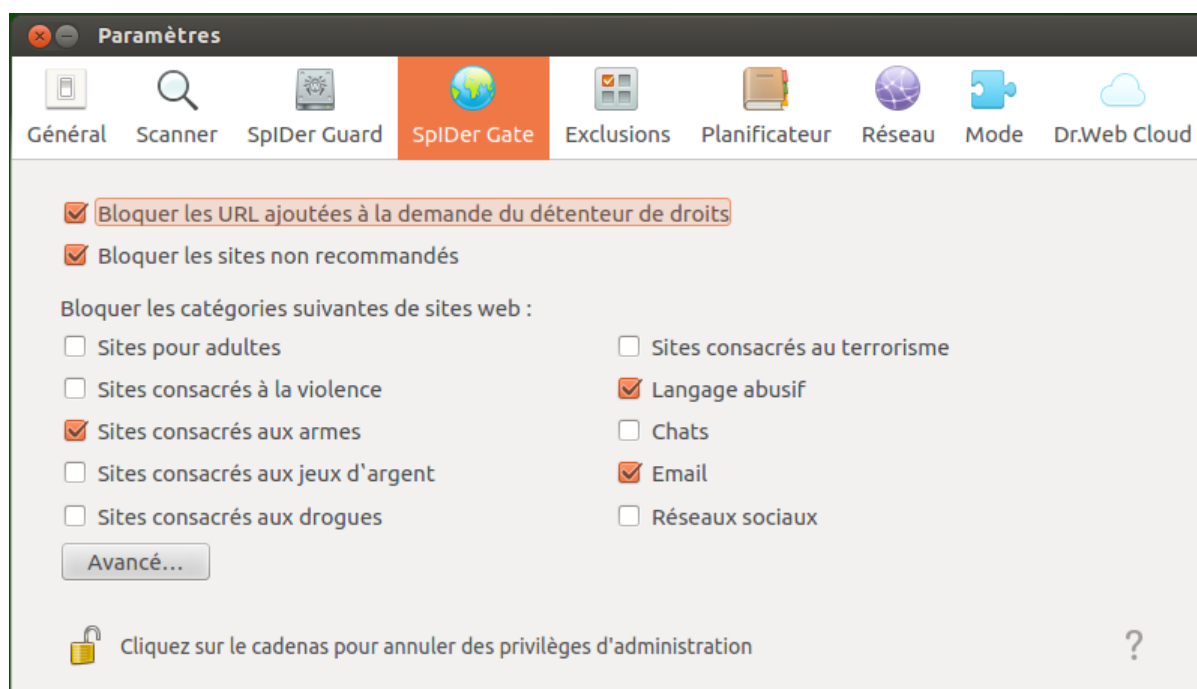 Paramètres
Général Scanner SpIDer Guard SpIDer Gate Exclusions Planificateur Réseau Mode Dr.Web Cloud
Bloquer les URL ajoutées à la demande du détenteur de droits
Bloquer les sites non recommandés
Bloquer les catégories suivantes de sites web :
Sites pour adultes
Sites consacrés à la violence
Sites consacrés aux armes
Sites consacrés aux jeux d'argent
Sites consacrés aux drogues
Sites consacrés au terrorisme
Langage abusif
Chats
Email
Réseaux sociaux
Avancé...
Cliquez sur le cadenas pour annuler des privilèges d'administration
?